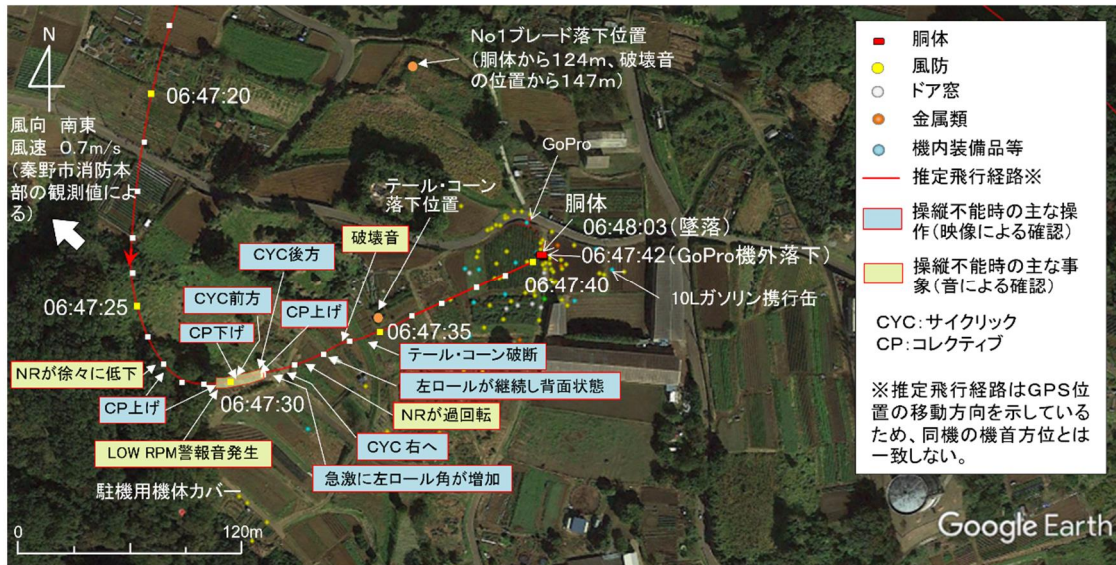 No1ブレード落下位置
(胴体から124m、破壊音
の位置から147m)
N
06:47:20
風向 南東
風速 0.7m/s
(秦野市消防本
部の観測値によ
る)
GoPro
テール・コーン
落下位置
胴体
06:48:03(墜落)
06:47:42(GoPro機外落下)
06:47:40
10Lガソリン携行缶
破壊音
CYC後方
06:47:25
CYC前方
CP上げ
CP下げ
06:47:35
テール・コーン破断
NRが徐々に低下
左ロールが継続し背面状態
CP上げ
06:47:30
NRが過回転
CYC 右へ
LOW RPM警報音発生
急激に左ロール角が増加
駐機用機体カバー
0
120m
胴体
風防
ドア窓
金属類
機内装備品等
推定飛行経路※
操縦不能時の主な操
作(映像による確認)
操縦不能時の主な事
象(音による確認)
CYC:サイクリック
CP:コレクティブ
※推定飛行経路はGPS位
置の移動方向を示している
ため、同機の機首方位とは
一致しない。
Google Earth